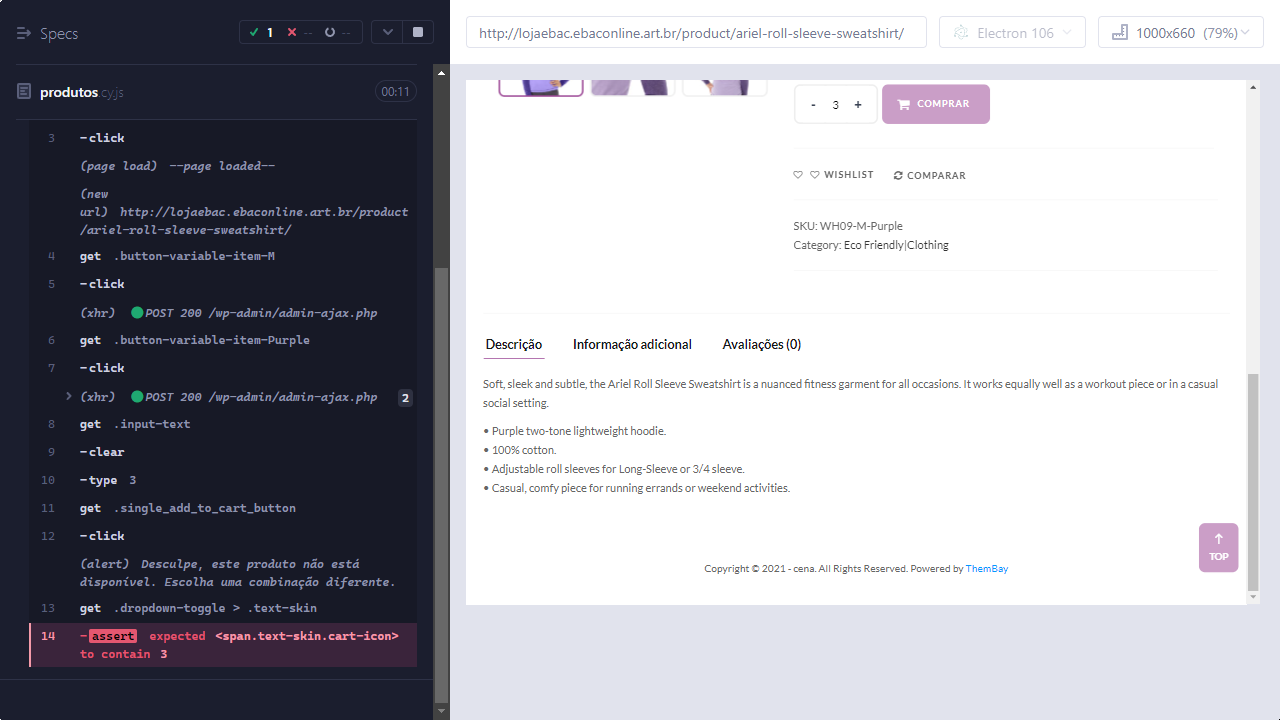 Specs
1
--
--
produtos.cy.js
00:11
3 -click
(page load) --page loaded--
(new
url) http://lojaebac.ebaconline.art.br/product
/ariel-roll-sleeve-sweatshirt/
4 get .button-variable-item-M
5 -click
(xhr) POST 200 /wp-admin/admin-ajax.php
6 get .button-variable-item-Purple
7 -click
(xhr) POST 200 /wp-admin/admin-ajax.php 2
8 get .input-text
9 -clear
10 -type 3
11 get .single_add_to_cart_button
12 -click
(alert) Desculpe, este produto não está
disponível. Escolha uma combinação diferente.
13 get .dropdown-toggle > .text-skin
14 -assert expected <span.text-skin.cart-icon>
to contain 3
http://lojaebac.ebaconline.art.br/product/ariel-roll-sleeve-sweatshirt/
Electron 106
1000x660 (79%)
- 3 +
COMPRAR
WISHLIST
COMPARAR
SKU: WH09-M-Purple
Category: Eco Friendly|Clothing
Descrição
Informação adicional
Avaliações (0)
Soft, sleek and subtle, the Ariel Roll Sleeve Sweatshirt is a nuanced fitness garment for all occasions. It works equally well as a workout piece or in a casual
social setting.
• Purple two-tone lightweight hoodie.
• 100% cotton.
• Adjustable roll sleeves for Long-Sleeve or 3/4 sleeve.
• Casual, comfy piece for running errands or weekend activities.
TOP
Copyright © 2021 - cena. All Rights Reserved. Powered by ThemBay